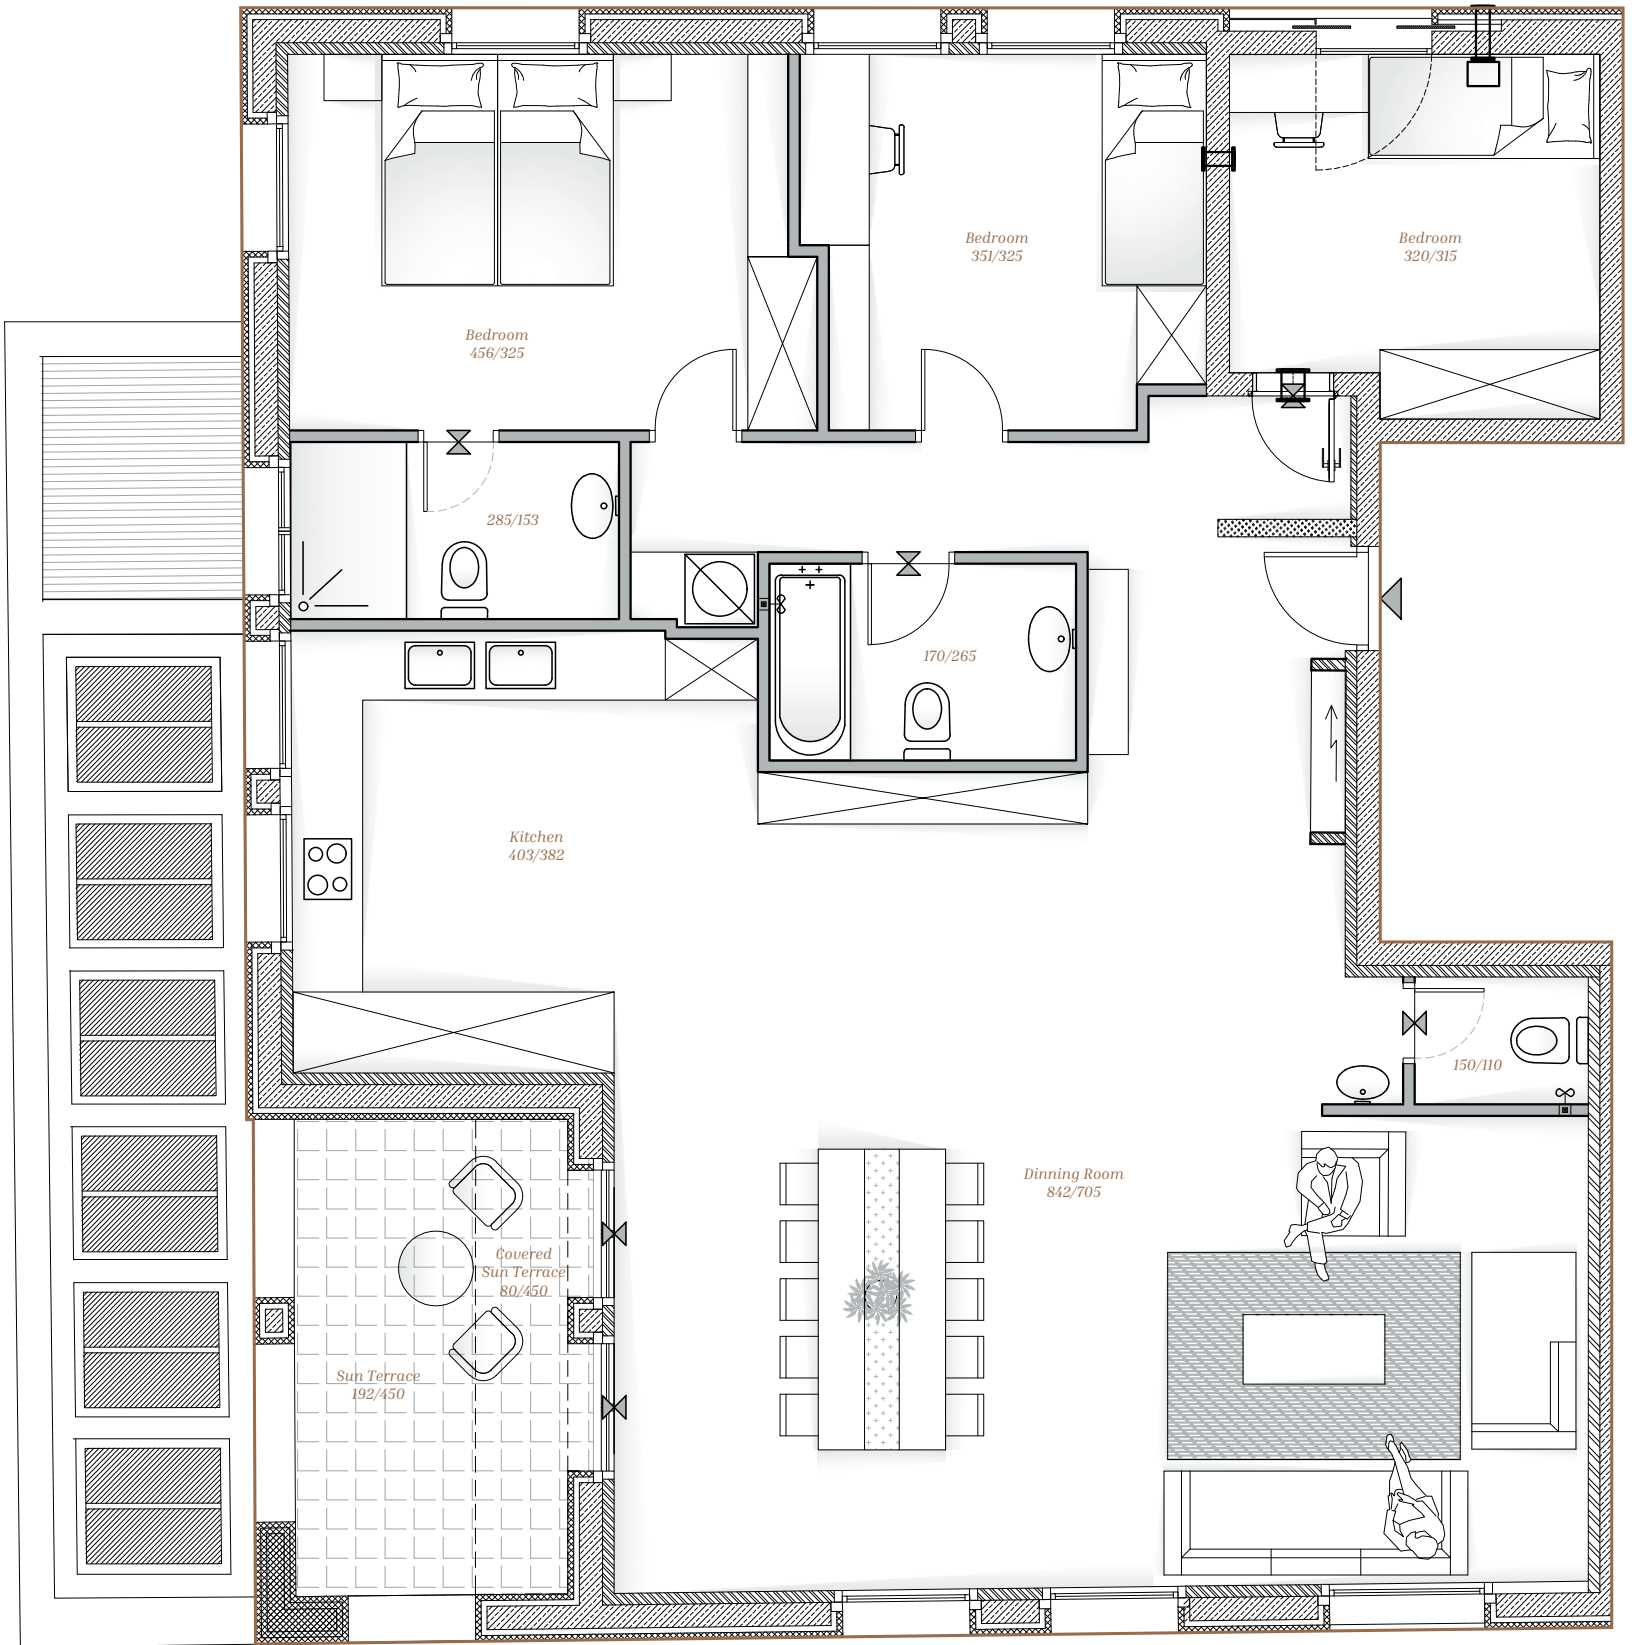 Bedroom
351/325
Bedroom
320/315
Bedroom
456/325
285/153
170/265
Kitchen
403/382
150/110
Dinning Room
842/705
Covered
Sun Terrace
80/450
Sun Terrace
192/450